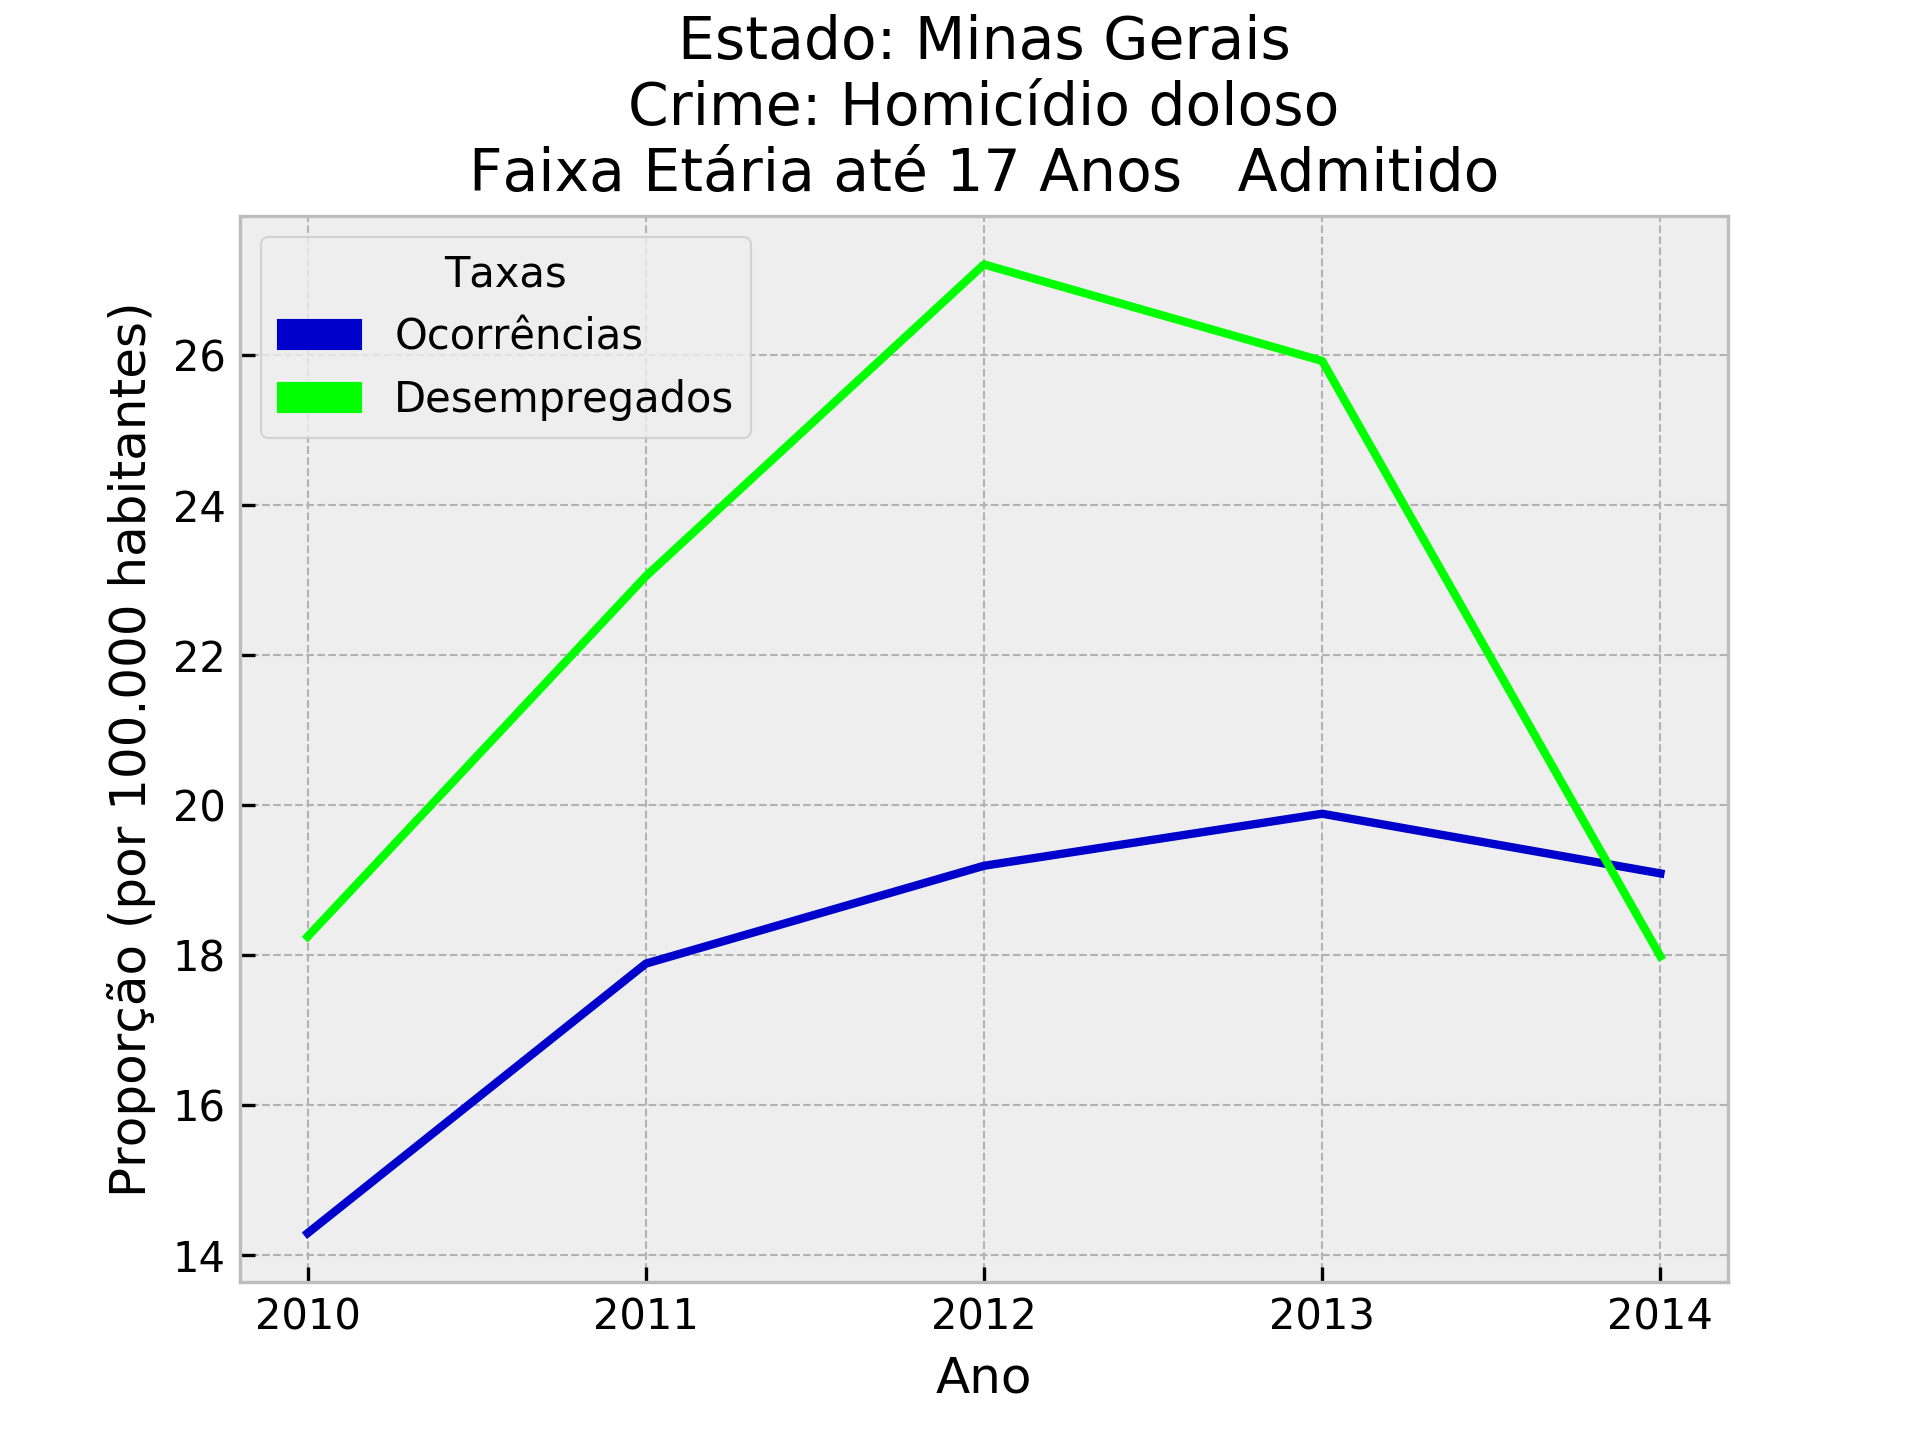 Estado: Minas Gerais
Crime: Homicídio doloso
Faixa Etária até 17 Anos   Admitido
Taxas
Ocorrências
Desempregados
Proporção (por 100.000 habitantes)
26
24
22
20
18
16
14
2010 2011 2012 2013 2014
Ano